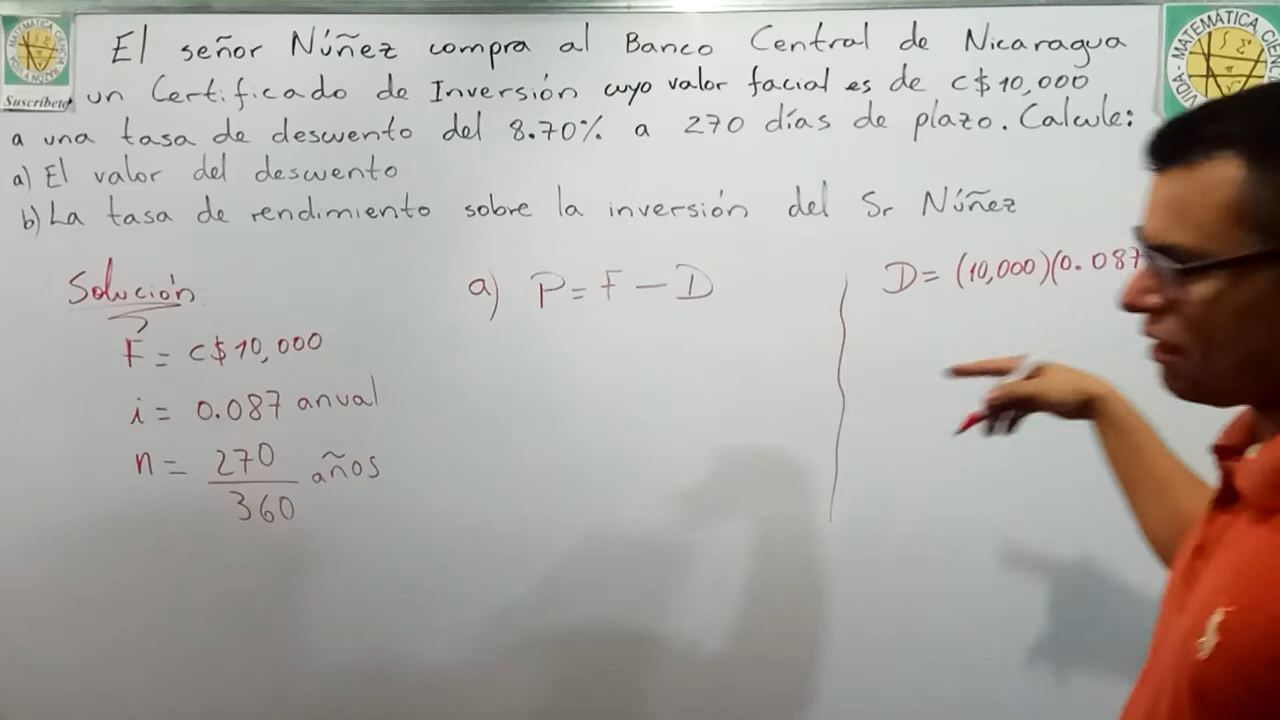 El señor Núñez compra al Banco Central de Nicaragua
un Certificado de Inversión cuyo valor facial es de C$10,000
a una tasa de descuento del 8.70% a 270 días de plazo. Calcule:
a) El valor del descuento
b) La tasa de rendimiento sobre la inversión del Sr Núñez
Solución
F = C$10,000
i = 0.087 anual
n = 270/360 años
a) P = F - D
D = (10,000)(0.087
Suscríbete
VIDA - MATEMÁTICA CIEN